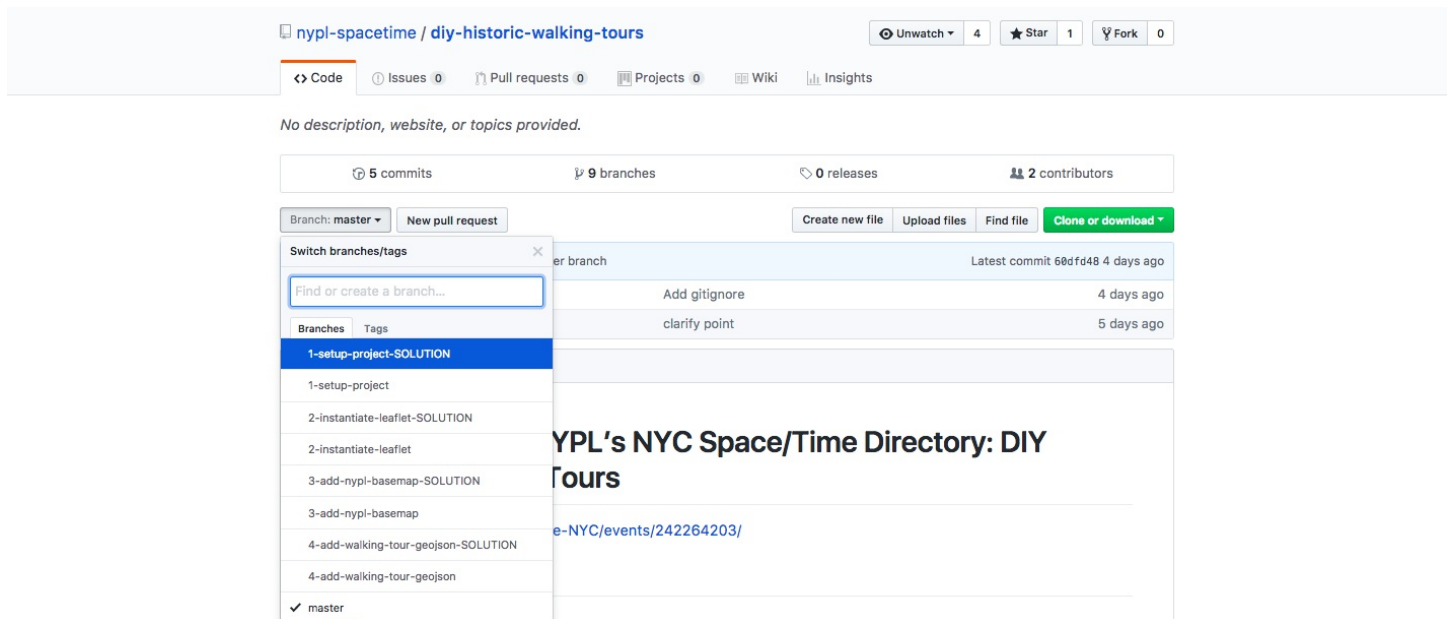 nypl-spacetime / diy-historic-walking-tours
Unwatch 4 Star 1 Fork 0
Code Issues 0 Pull requests 0 Projects 0 Wiki Insights
No description, website, or topics provided.
5 commits 9 branches 0 releases 2 contributors
Branch: master New pull request Create new file Upload files Find file Clone or download
Switch branches/tags
er branch Latest commit 60dfd48 4 days ago
Find or create a branch...
Add gitignore 4 days ago
Branches Tags
clarify point 5 days ago
1-setup-project-SOLUTION
1-setup-project
2-instantiate-leaflet-SOLUTION
2-instantiate-leaflet
YPL's NYC Space/Time Directory: DIY
Tours
3-add-nypl-basemap-SOLUTION
3-add-nypl-basemap
e-NYC/events/242264203/
4-add-walking-tour-geojson-SOLUTION
4-add-walking-tour-geojson
master